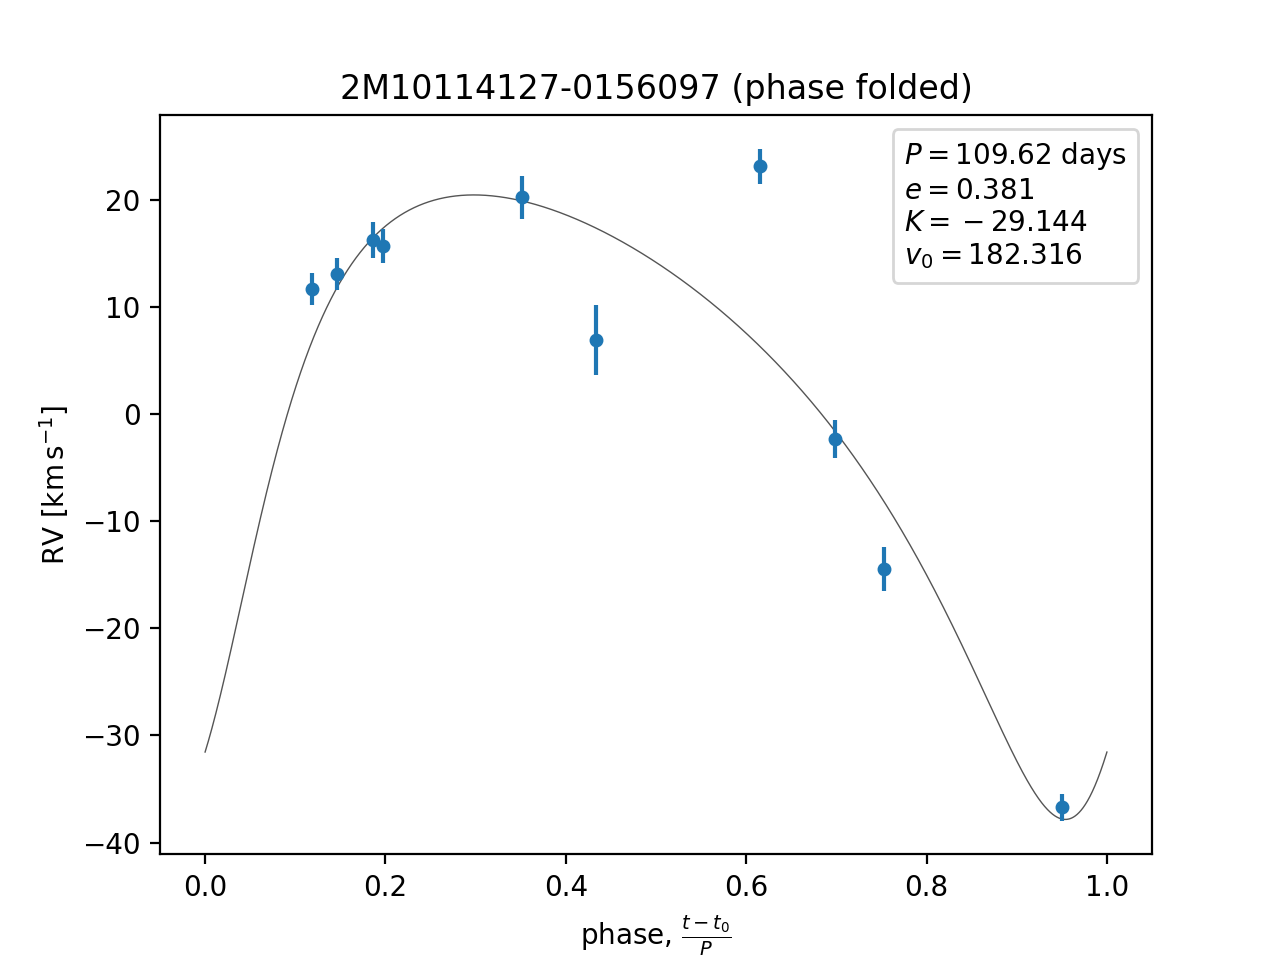 2M10114127-0156097 (phase folded)
P = 109.62 days
e = 0.381
K = −29.144
v₀ = 182.316
RV [km s⁻¹]
20
10
0
−10
−20
−30
−40
0.0 0.2 0.4 0.6 0.8 1.0
phase, (t − t₀)/P